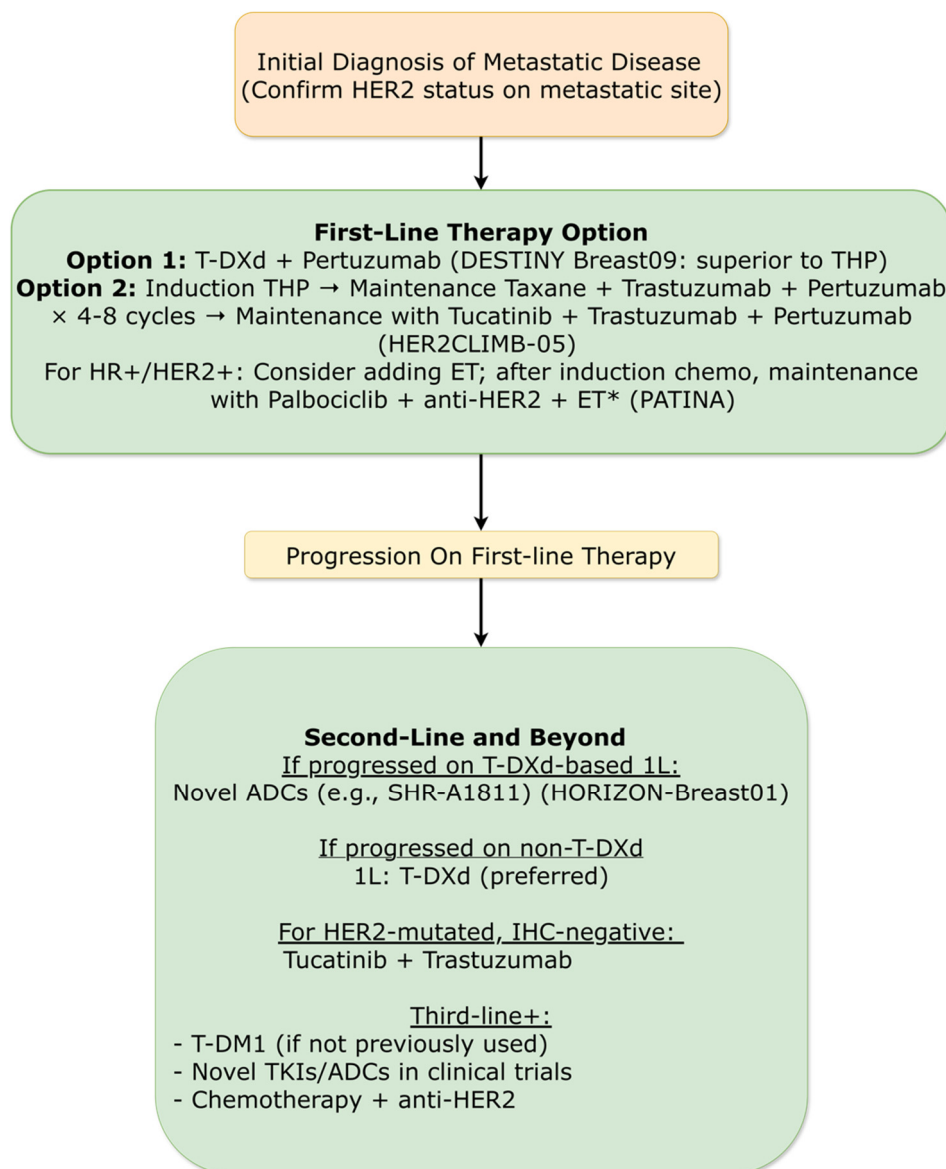 Initial Diagnosis of Metastatic Disease
(Confirm HER2 status on metastatic site)
First-Line Therapy Option
Option 1: T-DXd + Pertuzumab (DESTINY Breast09: superior to THP)
Option 2: Induction THP → Maintenance Taxane + Trastuzumab + Pertuzumab
× 4-8 cycles → Maintenance with Tucatinib + Trastuzumab + Pertuzumab
(HER2CLIMB-05)
For HR+/HER2+: Consider adding ET; after induction chemo, maintenance
with Palbociclib + anti-HER2 + ET* (PATINA)
Progression On First-line Therapy
Second-Line and Beyond
If progressed on T-DXd-based 1L:
Novel ADCs (e.g., SHR-A1811) (HORIZON-Breast01)
If progressed on non-T-DXd
1L: T-DXd (preferred)
For HER2-mutated, IHC-negative:
Tucatinib + Trastuzumab
Third-line+:
- T-DM1 (if not previously used)
- Novel TKIs/ADCs in clinical trials
- Chemotherapy + anti-HER2